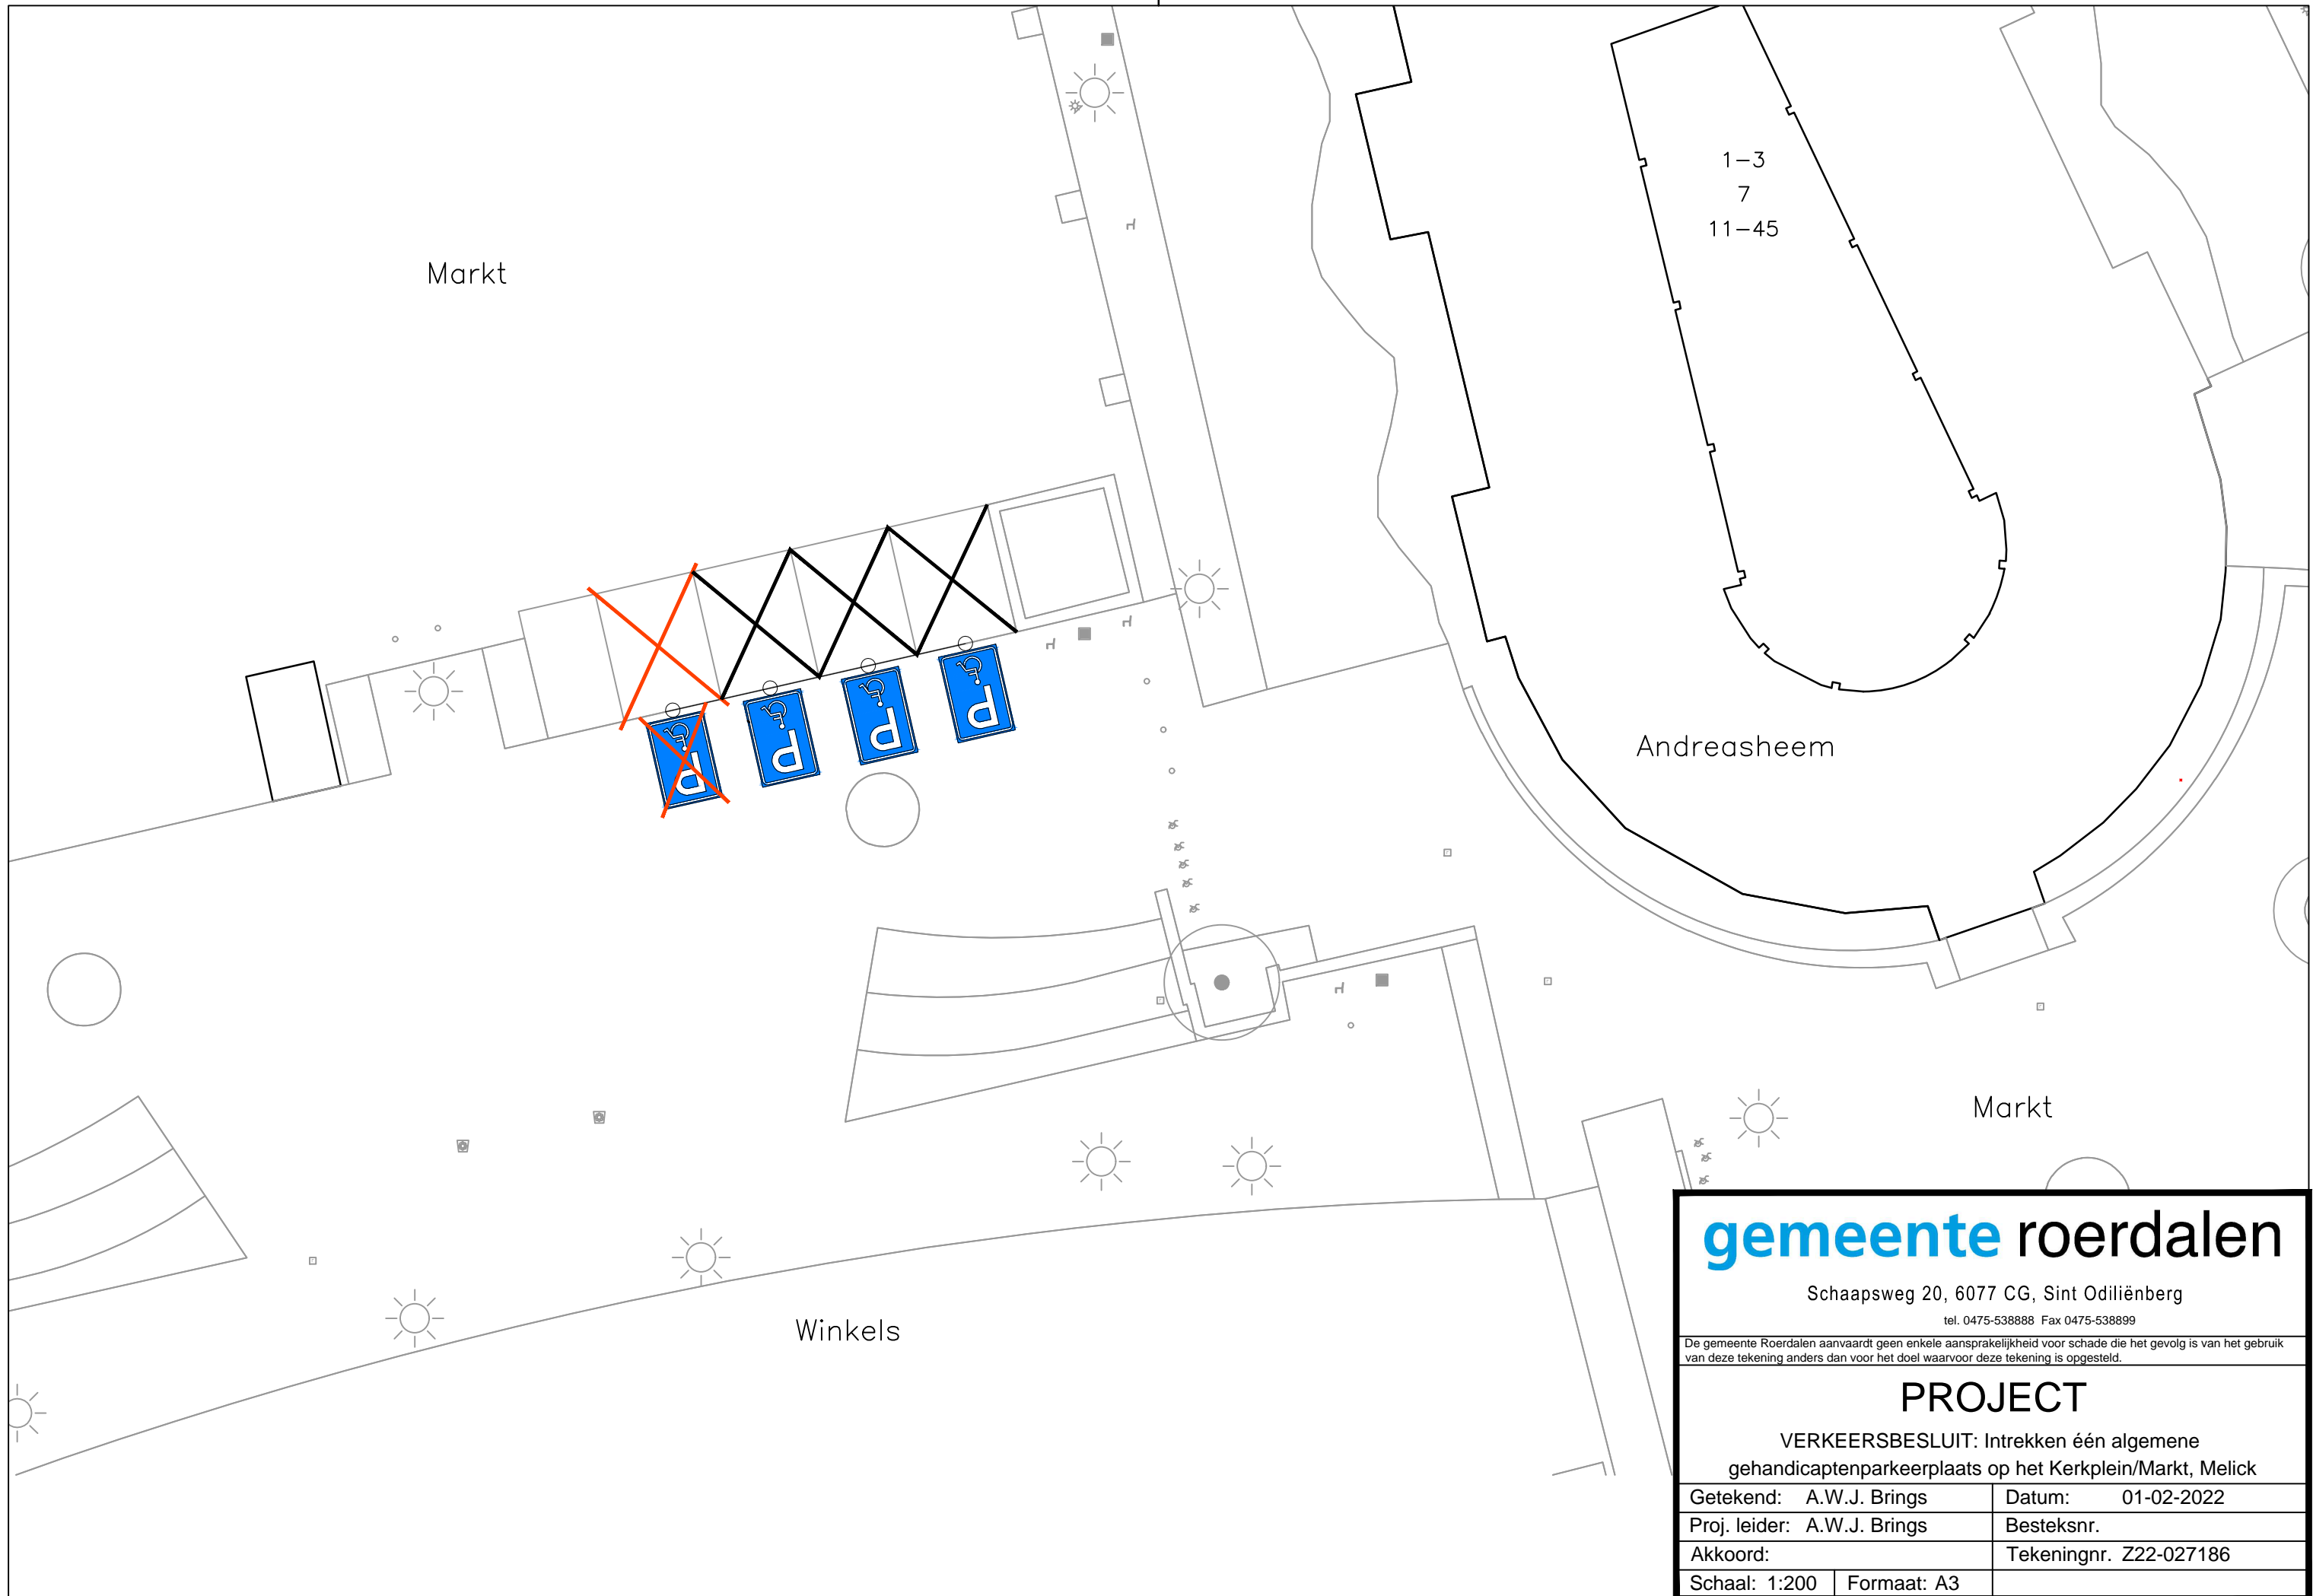 Markt
1-3
7
11-45
P
P
P
P
Andreasheem
Markt
Winkels
gemeente roerdalen
Schaapsweg 20, 6077 CG, Sint Odiliënberg
tel. 0475-538888 Fax 0475-538899
De gemeente Roerdalen aanvaardt geen enkele aansprakelijkheid voor schade die het gevolg is van het gebruik
van deze tekening anders dan voor het doel waarvoor deze tekening is opgesteld.
PROJECT
VERKEERSBESLUIT: Intrekken één algemene
gehandicaptenparkeerplaats op het Kerkplein/Markt, Melick
Getekend: A.W.J. Brings Datum: 01-02-2022
Proj. leider: A.W.J. Brings Besteksnr.
Akkoord: Tekeningnr. Z22-027186
Schaal: 1:200 Formaat: A3